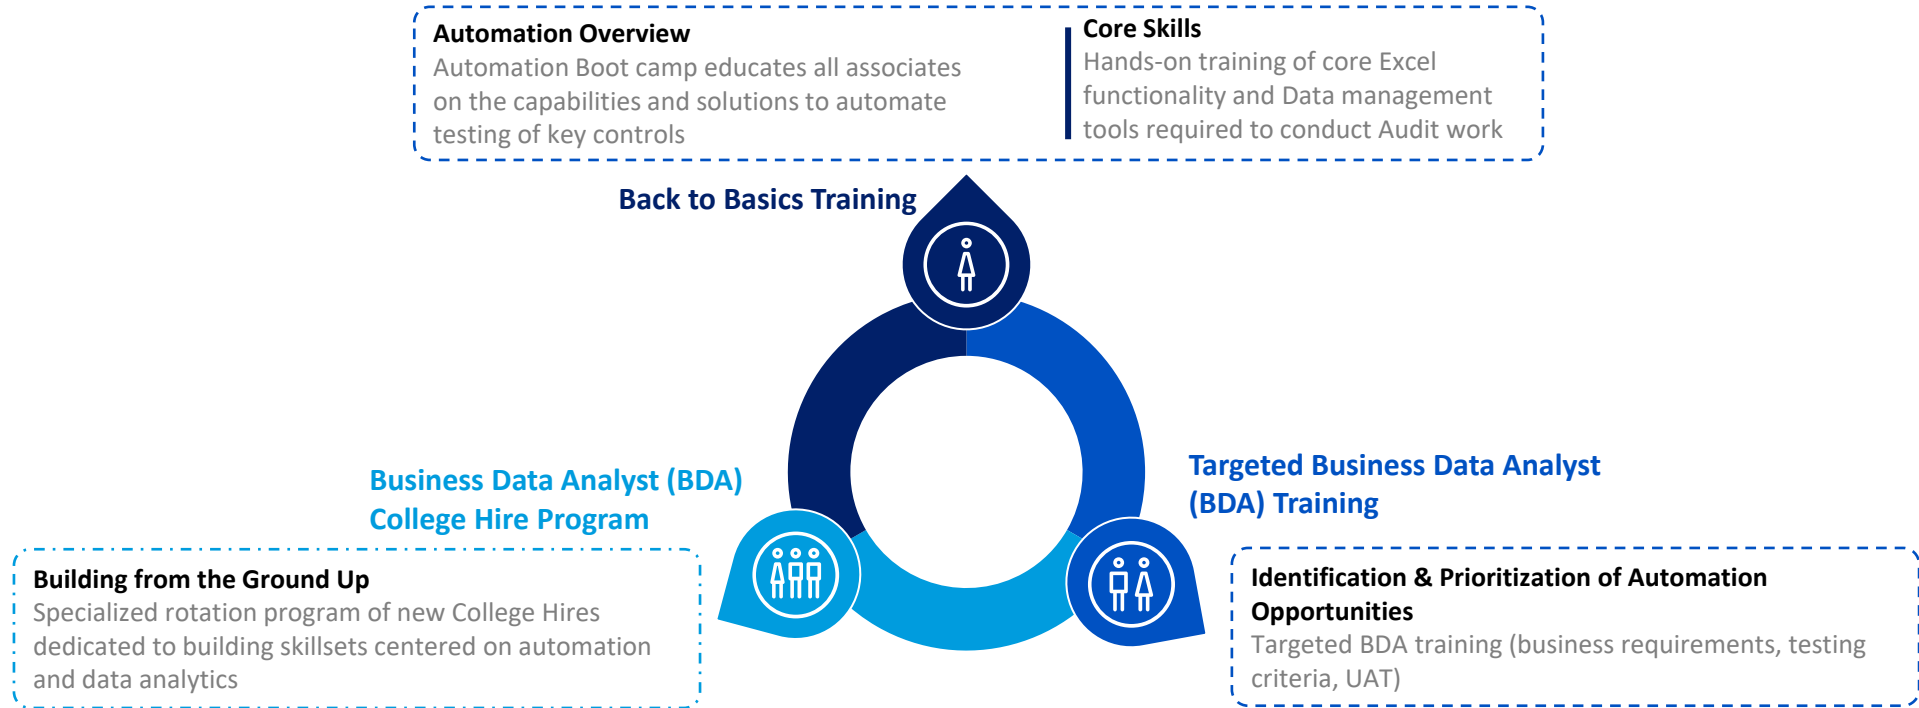 Automation Overview
Automation Boot camp educates all associates
on the capabilities and solutions to automate
testing of key controls
Core Skills
Hands-on training of core Excel
functionality and Data management
tools required to conduct Audit work
Back to Basics Training
Business Data Analyst (BDA)
College Hire Program
Targeted Business Data Analyst
(BDA) Training
Building from the Ground Up
Specialized rotation program of new College Hires
dedicated to building skillsets centered on automation
and data analytics
Identification & Prioritization of Automation
Opportunities
Targeted BDA training (business requirements, testing
criteria, UAT)